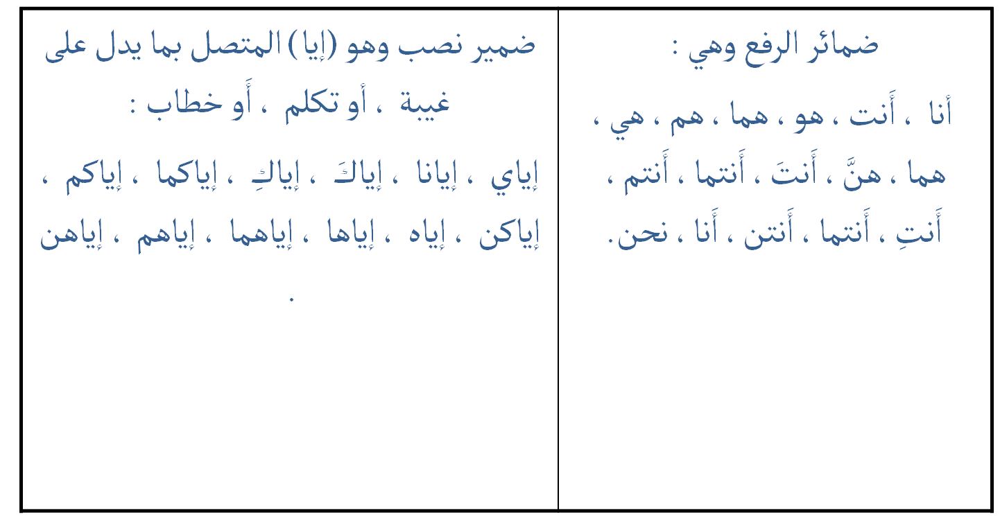 ضمائر الرفع وهي :
أنا ، أَنت ، هو ، هما ، هم ، هي ،
هما ، هنَّ ، أَنتَ ، أَنتما ، أَنتم ،
أَنتِ ، أَنتما ، أَنتن ، أَنا ، نحن .
ضمير نصب وهو (إيا) المتصل بما يدل على
غيبة ، أو تكلم ، أَو خطاب :
إياي ، إيانا ، إياكَ ، إياكِ ، إياكما ، إياكم ،
إياكن ، إياه ، إياها ، إياهما ، إياهم ، إياهن
.